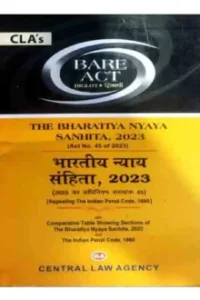 CLA's
BARE
ACT
DIGLOT • द्विभाषी
THE BHARATIYA NYAYA
SANHITA, 2023
(Act No. 45 of 2023)
भारतीय न्याय
संहिता, 2023
(2023 का अधिनियम संख्यांक 45)
[Repealing The Indian Penal Code, 1860]
with
Comparative Table Showing Sections of
The Bharatiya Nyaya Sanhita, 2023
and
The Indian Penal Code, 1860
CENTRAL LAW AGENCY